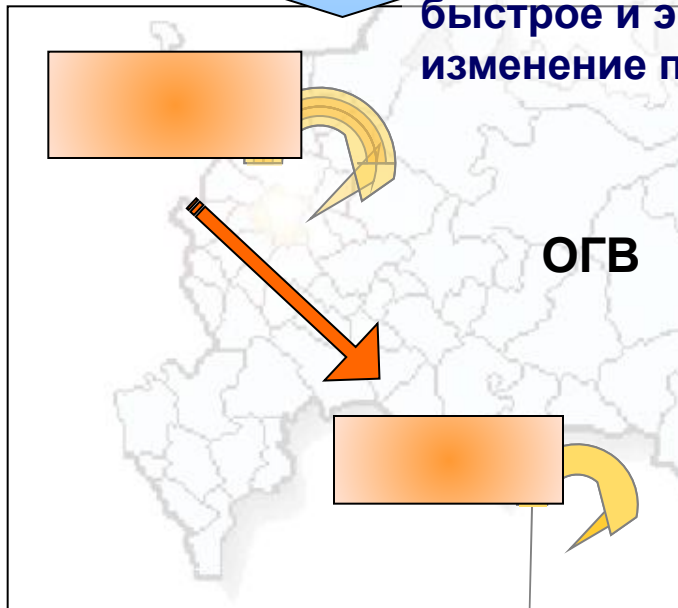 быстрое и э
изменение п
ОГВ